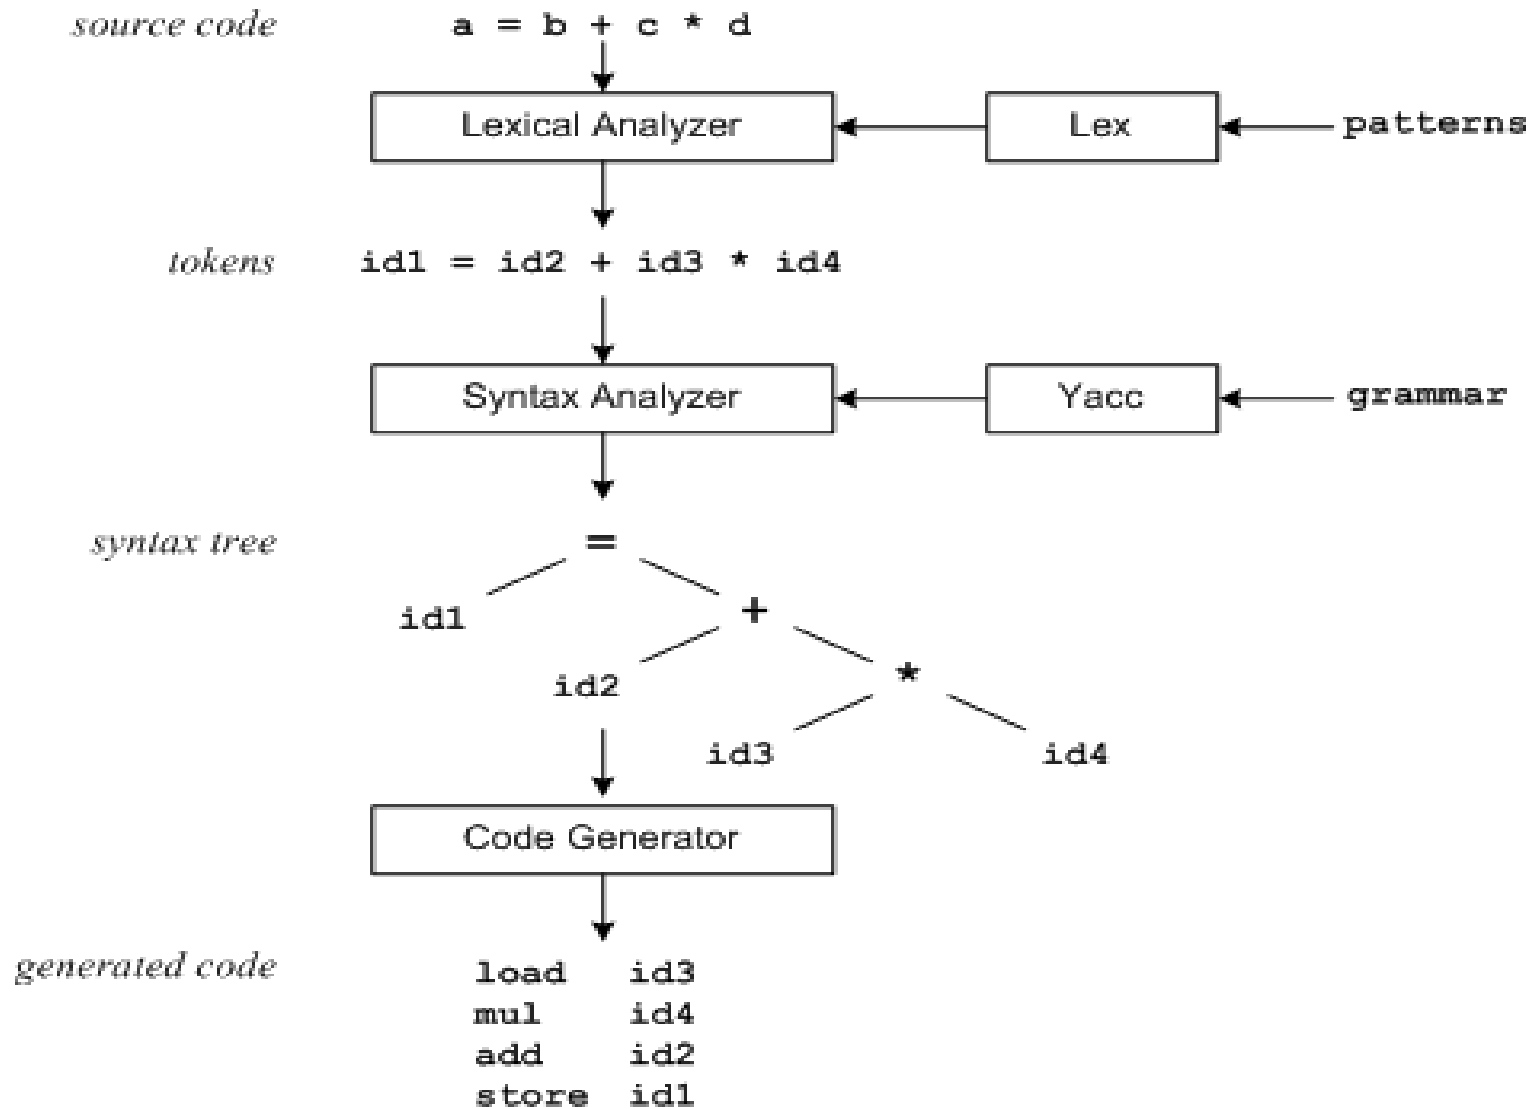 source code a = b + c * d
Lexical Analyzer Lex patterns
tokens id1 = id2 + id3 * id4
Syntax Analyzer Yacc grammar
syntax tree =
id1 +
id2 *
id3 id4
Code Generator
generated code load id3
mul id4
add id2
store id1